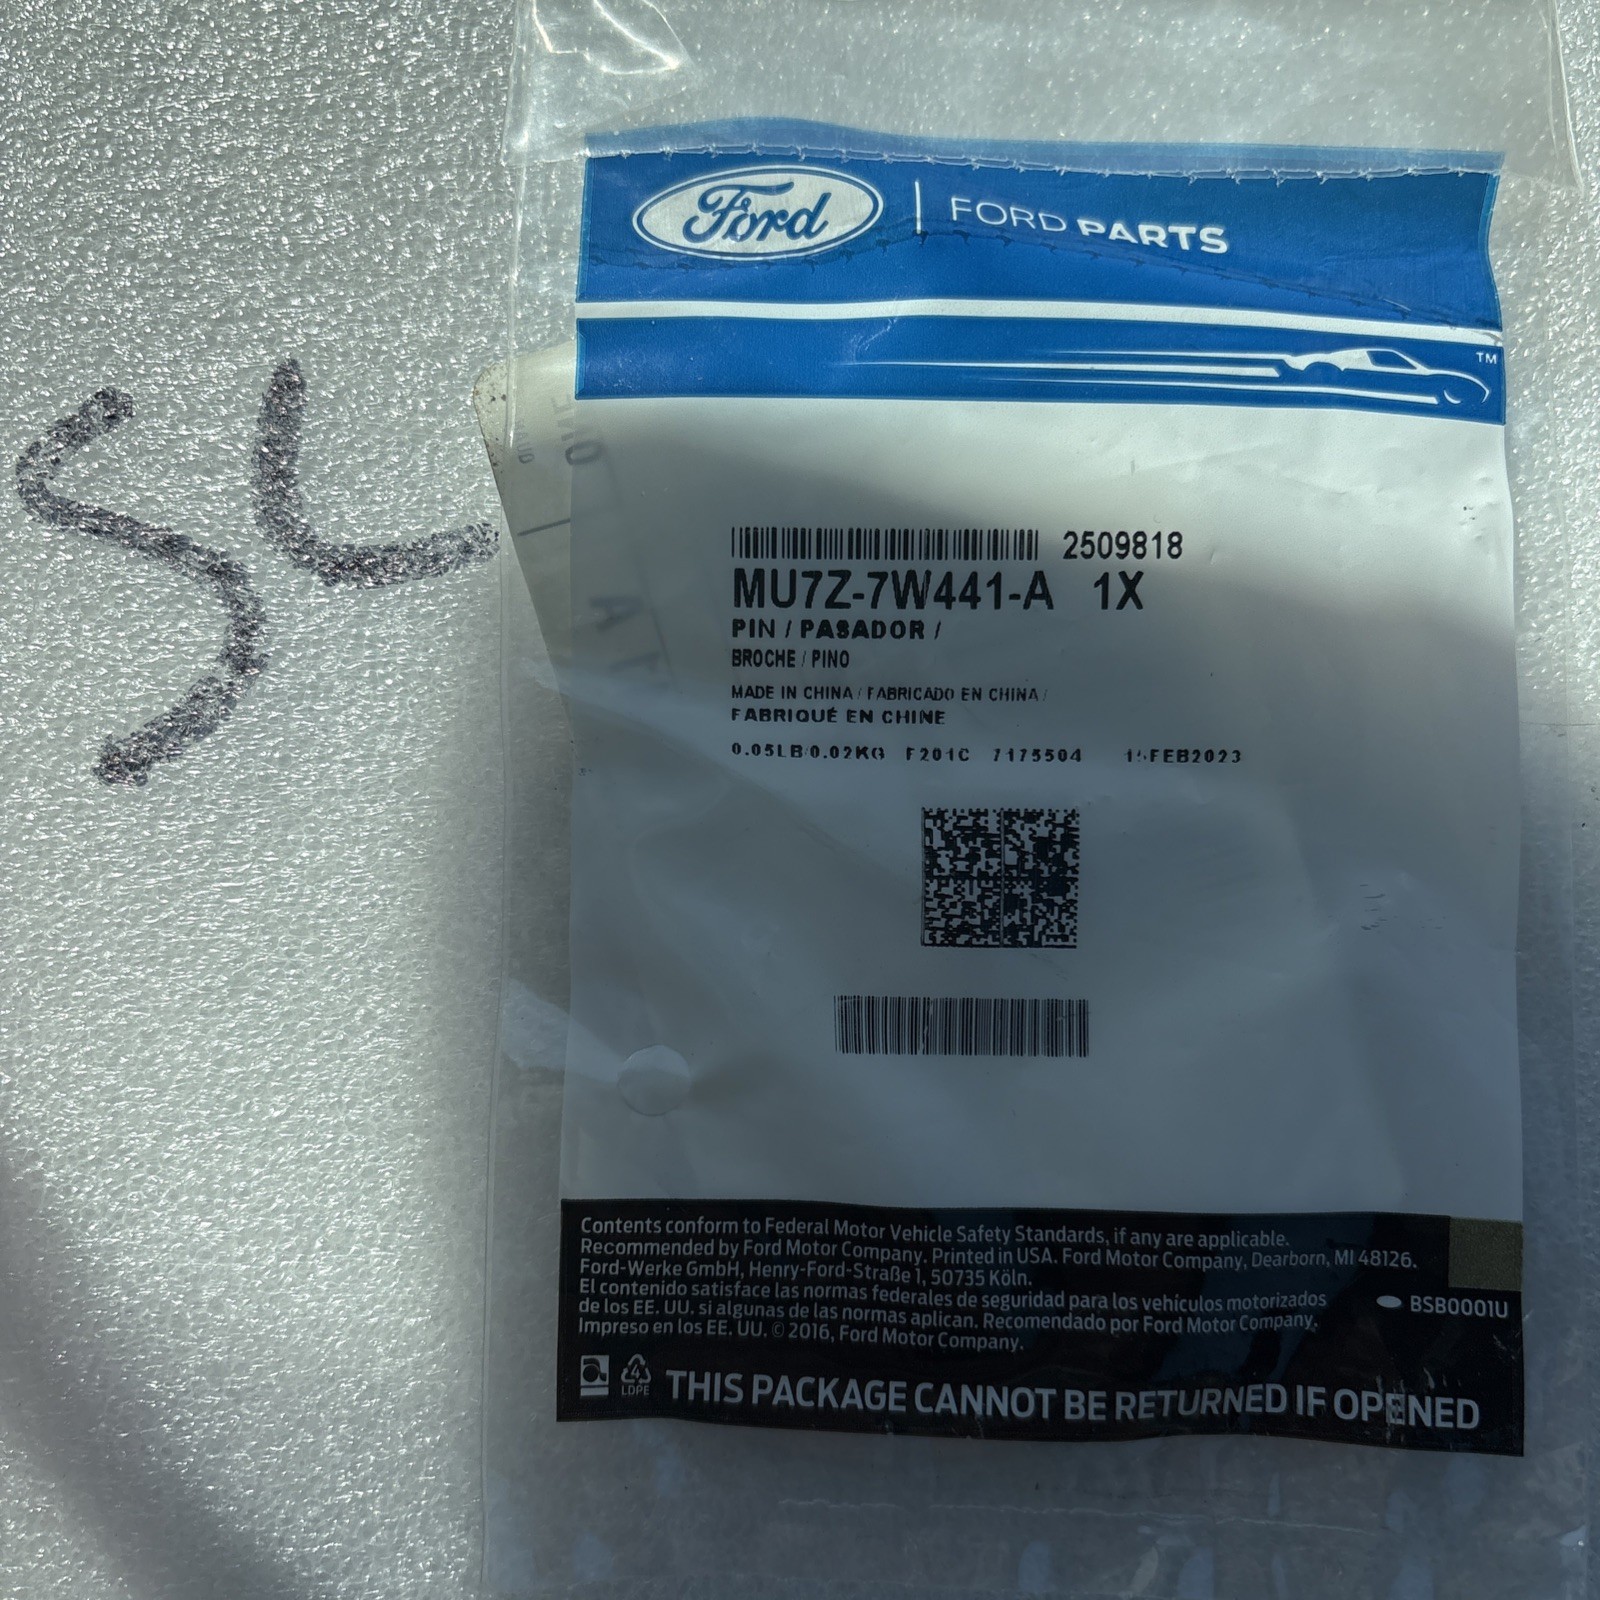 SL
Ford | FORD PARTS
TM
2509818
MU7Z-7W441-A 1X
PIN / PASADOR /
BROCHE / PINO
MADE IN CHINA / FABRICADO EN CHINA /
FABRIQUÉ EN CHINE
0.05LB/0.02KG F201C 7175504 FEB2023
Contents conform to Federal Motor Vehicle Safety Standards, if any are applicable.
Recommended by Ford Motor Company. Printed in USA. Ford Motor Company, Dearborn, MI 48126.
Ford-Werke GmbH, Henry-Ford-Straße 1, 50735 Köln.
El contenido satisface las normas federales de seguridad para los vehículos motorizados
de los EE. UU. si algunas de las normas aplican. Recomendado por Ford Motor Company.
Impreso en los EE. UU. © 2016, Ford Motor Company.
BSB0001U
4
LDPE
THIS PACKAGE CANNOT BE RETURNED IF OPENED